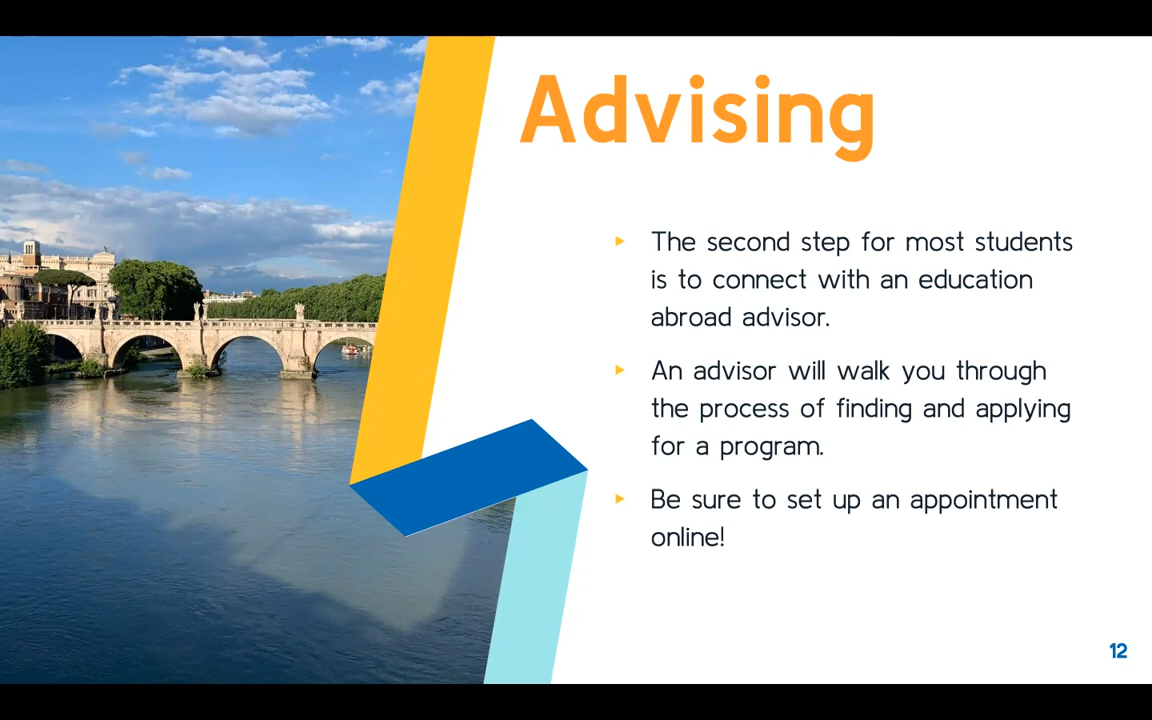 Advising
The second step for most students
is to connect with an education
abroad advisor.
An advisor will walk you through
the process of finding and applying
for a program.
Be sure to set up an appointment
online!
12